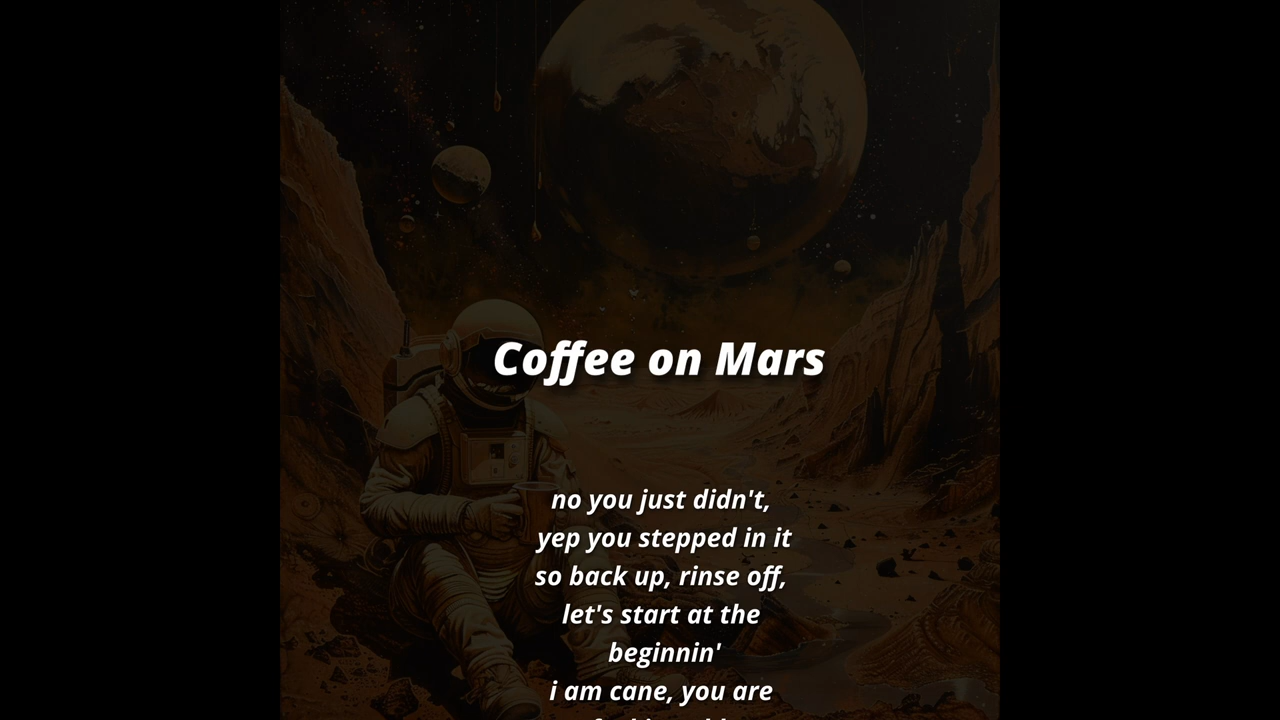 Coffee on Mars
no you just didn't,
yep you stepped in it
so back up, rinse off,
let's start at the
beginnin'
i am cane, you are